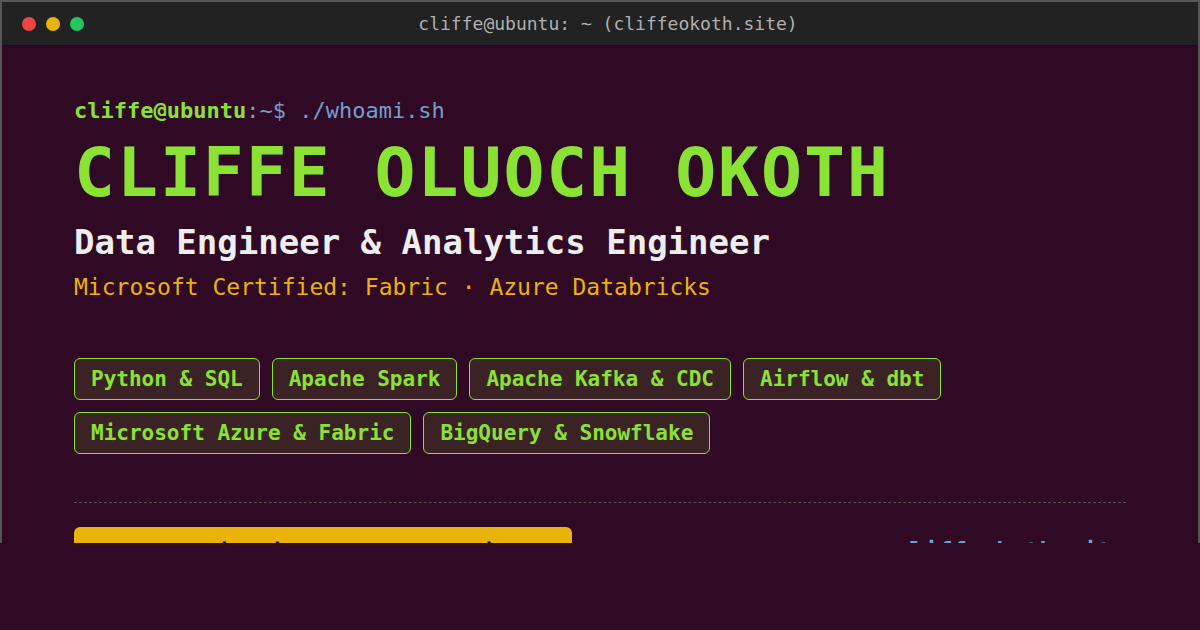 cliffe@ubuntu: ~ (cliffeokoth.site)
cliffe@ubuntu:~$ ./whoami.sh
CLIFFE OLUOCH OKOTH
Data Engineer & Analytics Engineer
Microsoft Certified: Fabric · Azure Databricks
Python & SQL
Apache Spark
Apache Kafka & CDC
Airflow & dbt
Microsoft Azure & Fabric
BigQuery & Snowflake